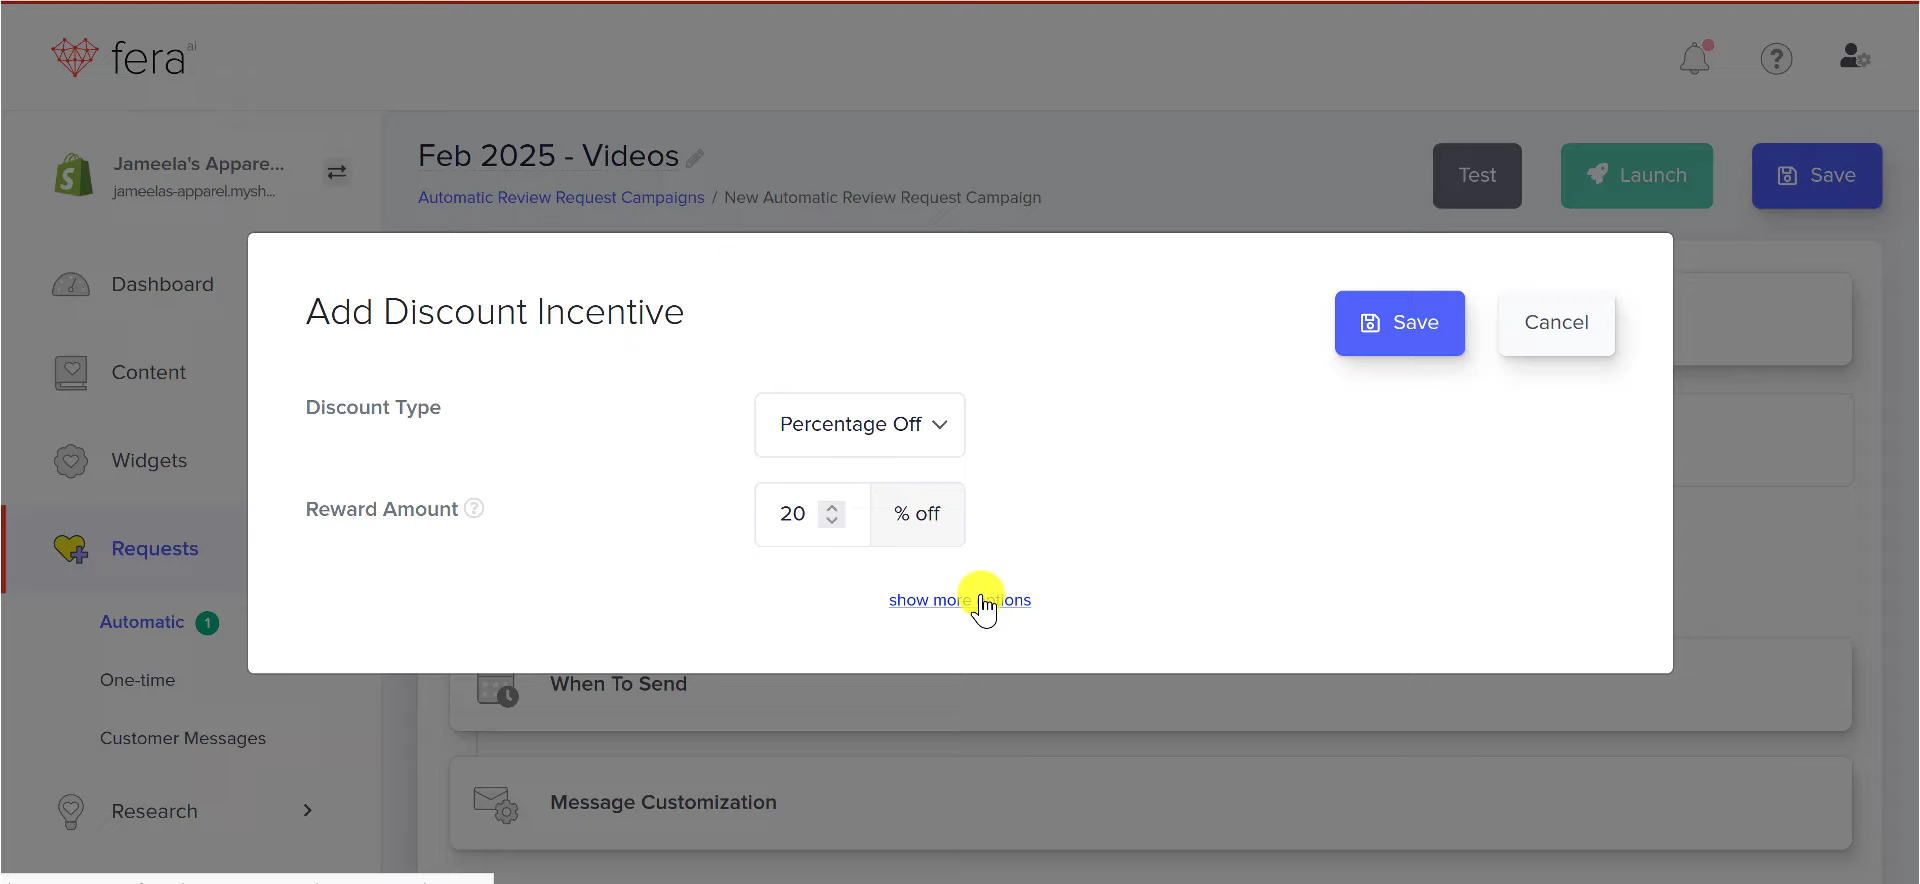 fera ai
?
Jameela's Appare...
jameelas-apparel.mysh...
Feb 2025 - Videos
Automatic Review Request Campaigns / New Automatic Review Request Campaign
Test
Launch
Save
Dashboard
Content
Widgets
Requests
Automatic 1
One-time
Customer Messages
Research
Add Discount Incentive
Save
Cancel
Discount Type
Percentage Off
Reward Amount ?
20
% off
show more options
When To Send
Message Customization